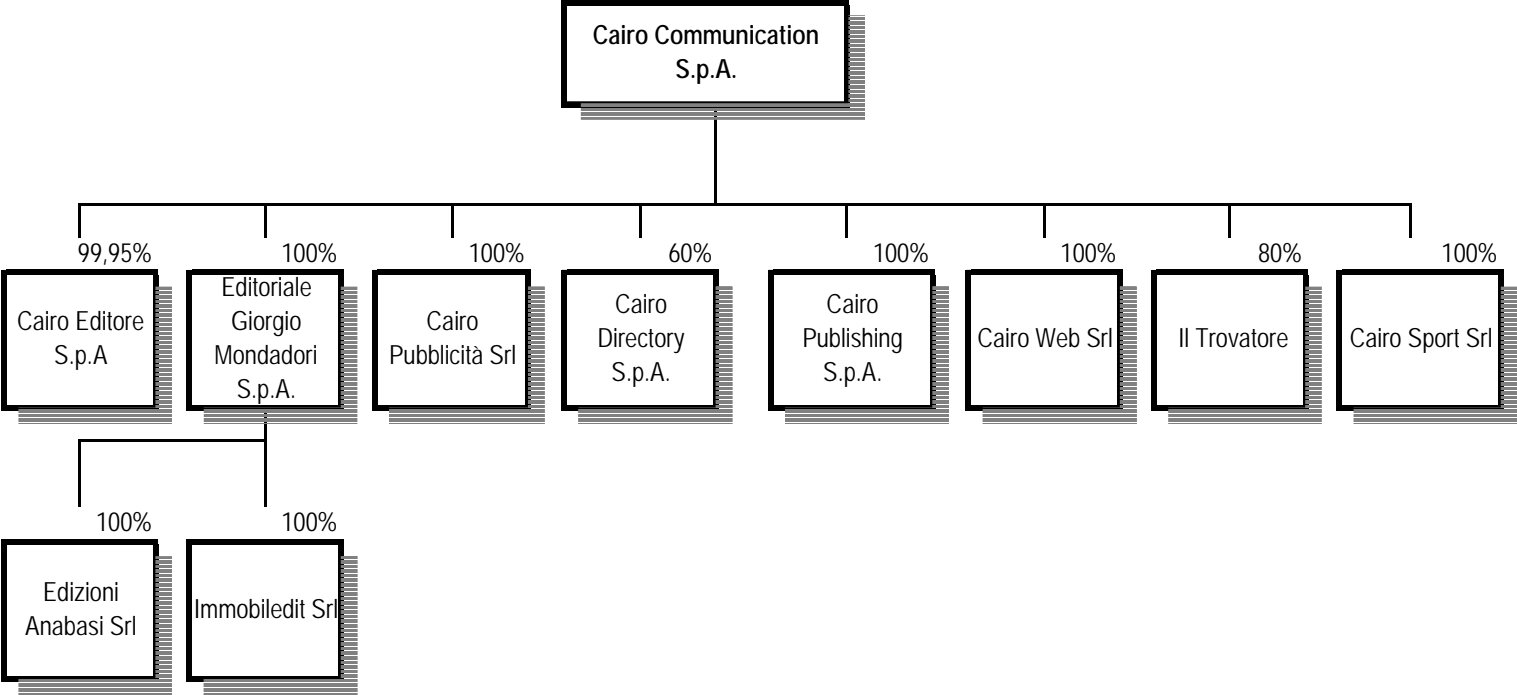 Cairo Communication
S.p.A.
99,95%
100%
100%
60%
100%
100%
80%
100%
Cairo Editore
S.p.A
Editoriale
Giorgio
Mondadori
S.p.A.
Cairo
Pubblicità Srl
Cairo
Directory
S.p.A.
Cairo
Publishing
S.p.A.
Cairo Web Srl
Il Trovatore
Cairo Sport Srl
100%
100%
Edizioni
Anabasi Srl
Immobiledit Srl